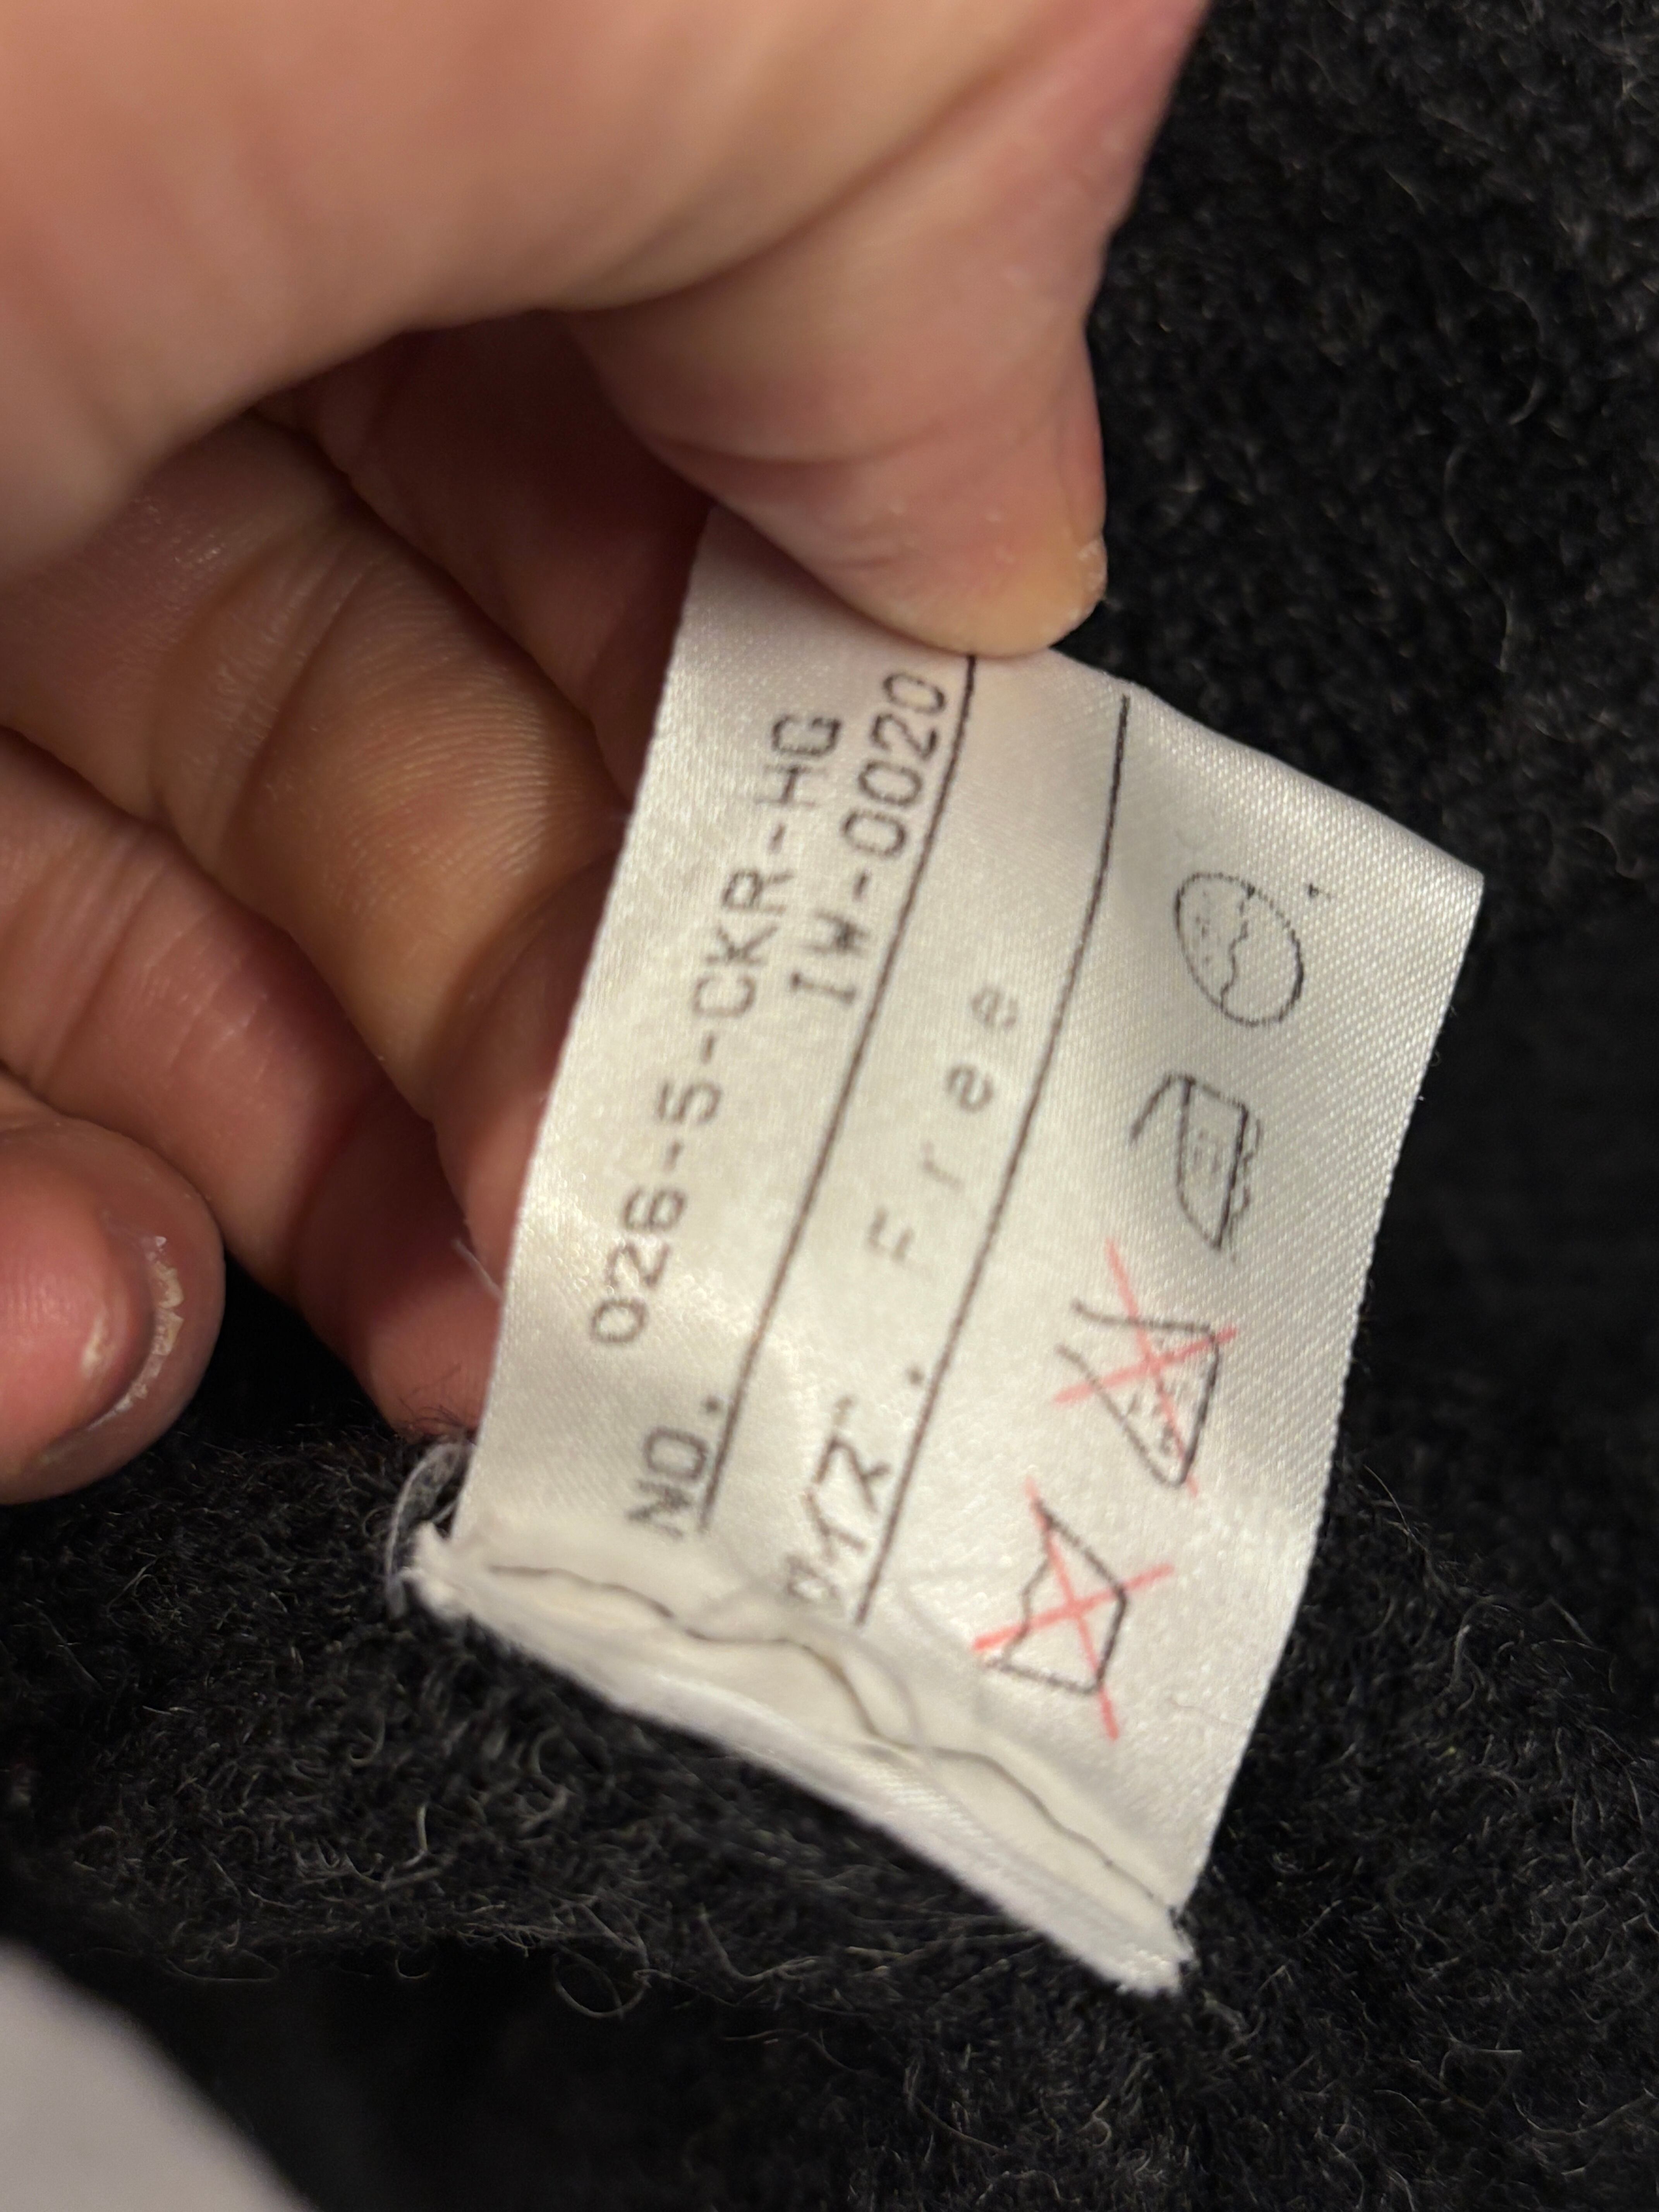 NO. 026-5-CKR-HG
IW-0020
サイズ. Free